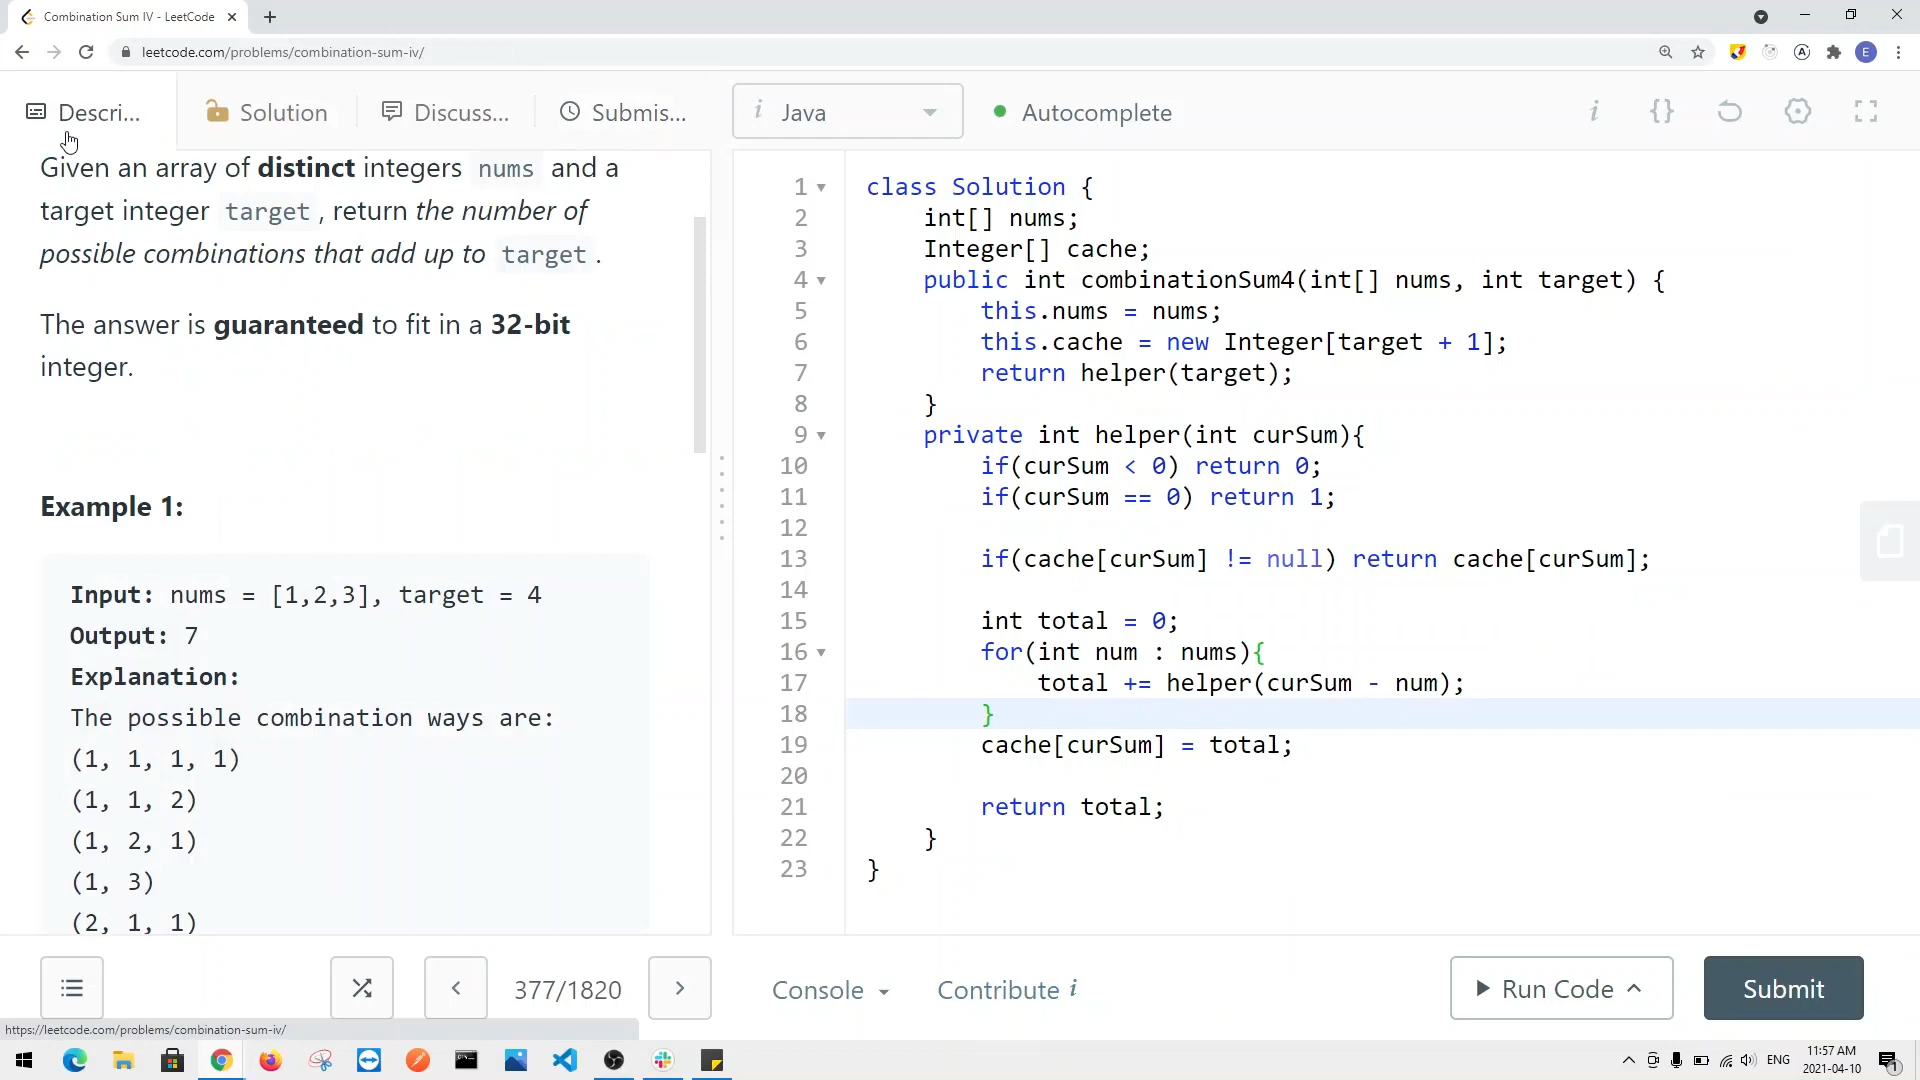 Combination Sum IV - LeetCode
leetcode.com/problems/combination-sum-iv/
E
Descri...
Solution
Discuss...
Submis...
i Java
Autocomplete
i {}
Given an array of distinct integers nums and a
target integer target , return the number of
possible combinations that add up to target .
The answer is guaranteed to fit in a 32-bit
integer.
Example 1:
Input: nums = [1,2,3], target = 4
Output: 7
Explanation:
The possible combination ways are:
(1, 1, 1, 1)
(1, 1, 2)
(1, 2, 1)
(1, 3)
(2, 1, 1)
1 class Solution {
2 int[] nums;
3 Integer[] cache;
4 public int combinationSum4(int[] nums, int target) {
5 this.nums = nums;
6 this.cache = new Integer[target + 1];
7 return helper(target);
8 }
9 private int helper(int curSum){
10 if(curSum < 0) return 0;
11 if(curSum == 0) return 1;
12
13 if(cache[curSum] != null) return cache[curSum];
14
15 int total = 0;
16 for(int num : nums){
17 total += helper(curSum - num);
18 }
19 cache[curSum] = total;
20
21 return total;
22 }
23 }
377/1820
Console
Contribute i
Run Code
Submit
https://leetcode.com/problems/combination-sum-iv/
ENG
11:57 AM
2021-04-10
1